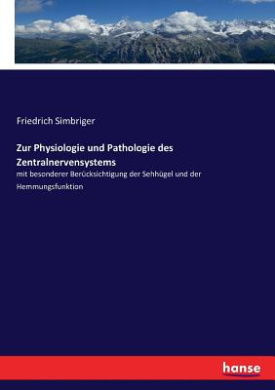 Friedrich Simbriger
Zur Physiologie und Pathologie des
Zentralnervensystems
mit besonderer Berücksichtigung der Sehhügel und der
Hemmungsfunktion
hanse